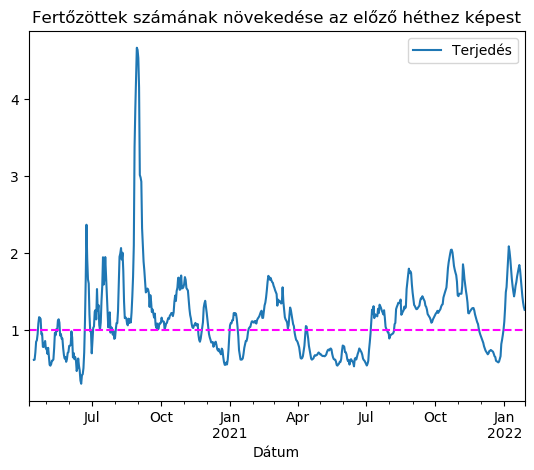 Fertőzöttek számának növekedése az előző héthez képest
Terjedés
4
3
2
1
Jul Oct Jan Apr Jul Oct Jan
2021 2022
Dátum